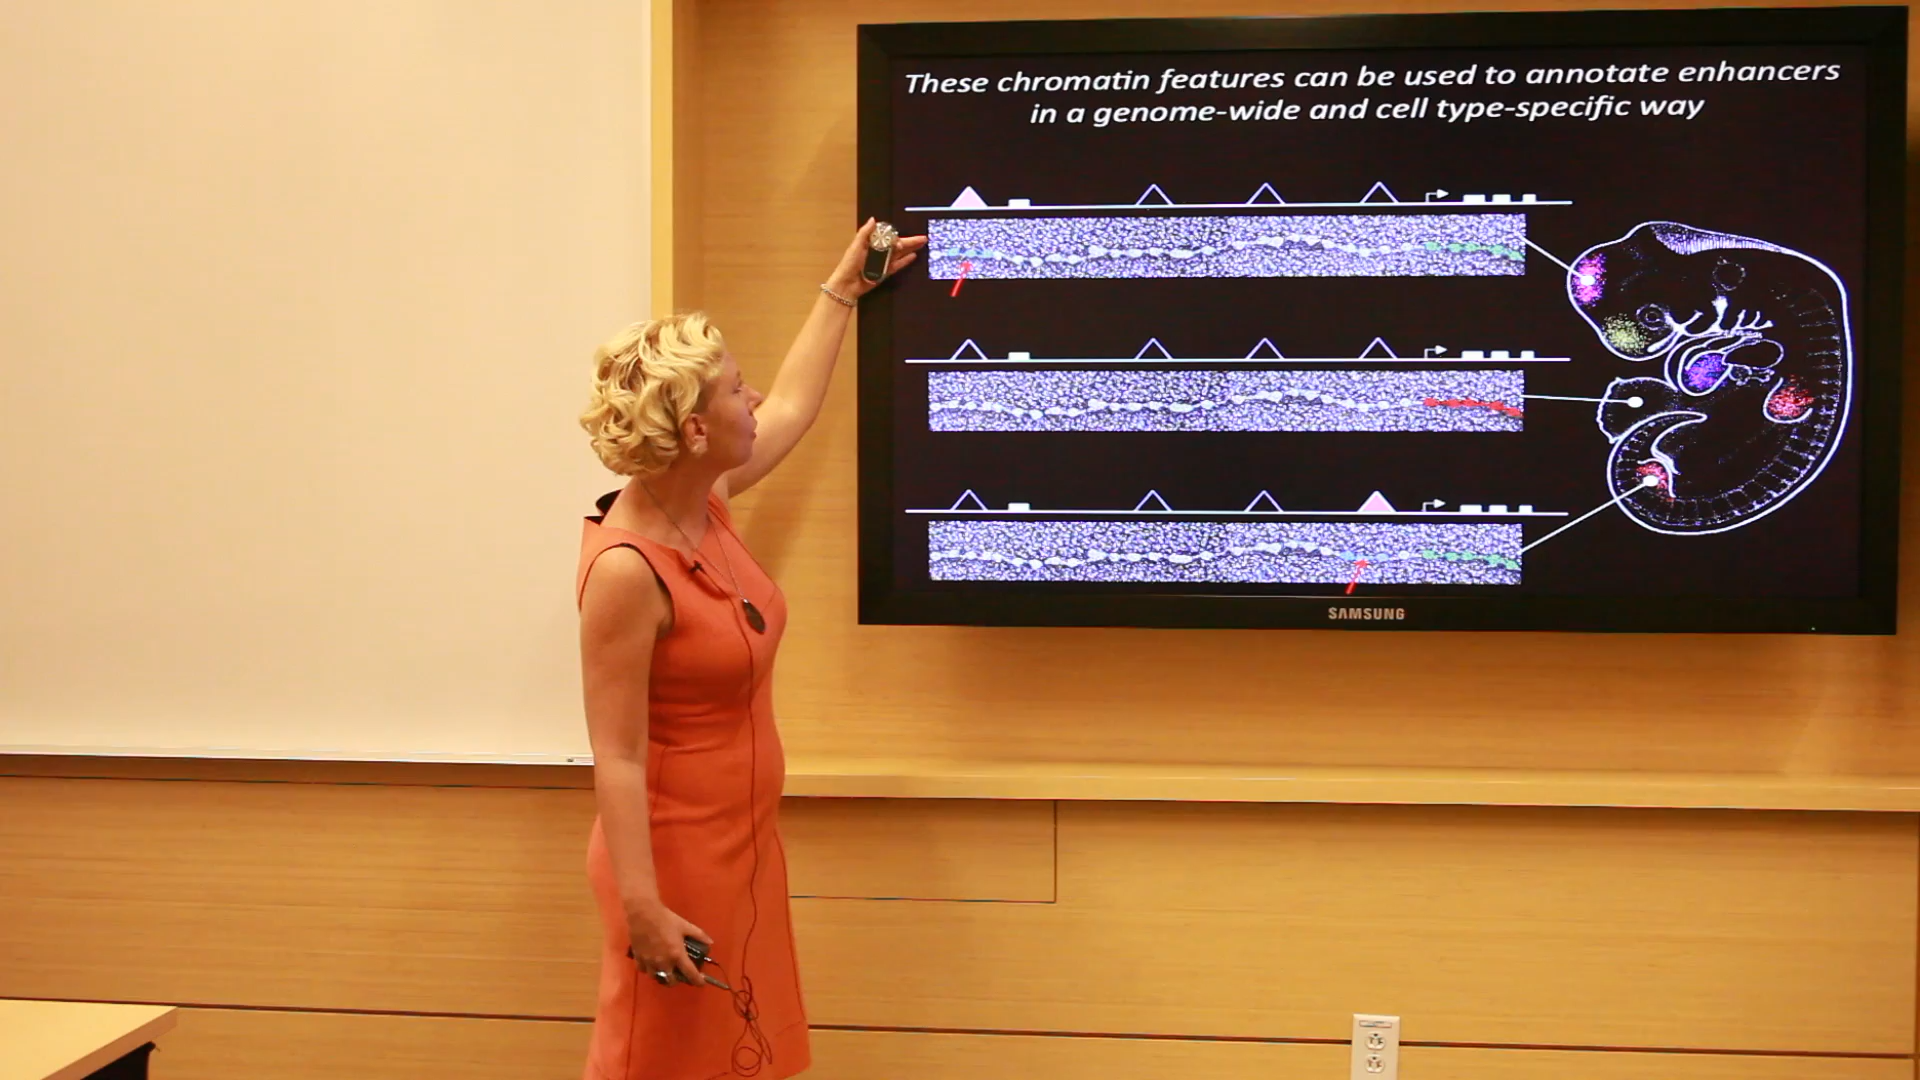 These chromatin features can be used to annotate enhancers
in a genome-wide and cell type-specific way
SAMSUNG